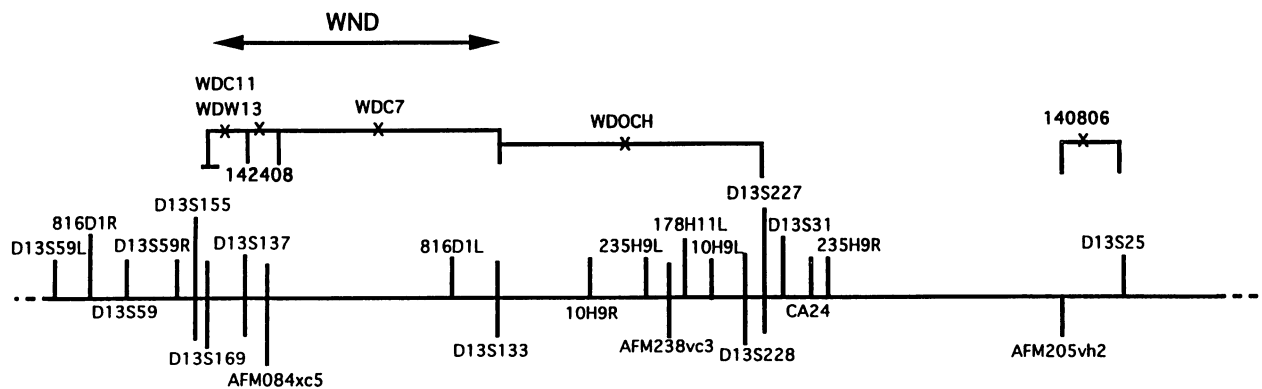 WND
WDC11
WDW13
WDC7
WDOCH
140806
142408
D13S227
D13S155
816D1R
178H11L
D13S31
D13S59L
D13S59R
D13S137
816D1L
235H9L
10H9L
235H9R
D13S25
D13S59
10H9R
CA24
D13S169
D13S133
AFM238vc3
D13S228
AFM205vh2
AFM084xc5